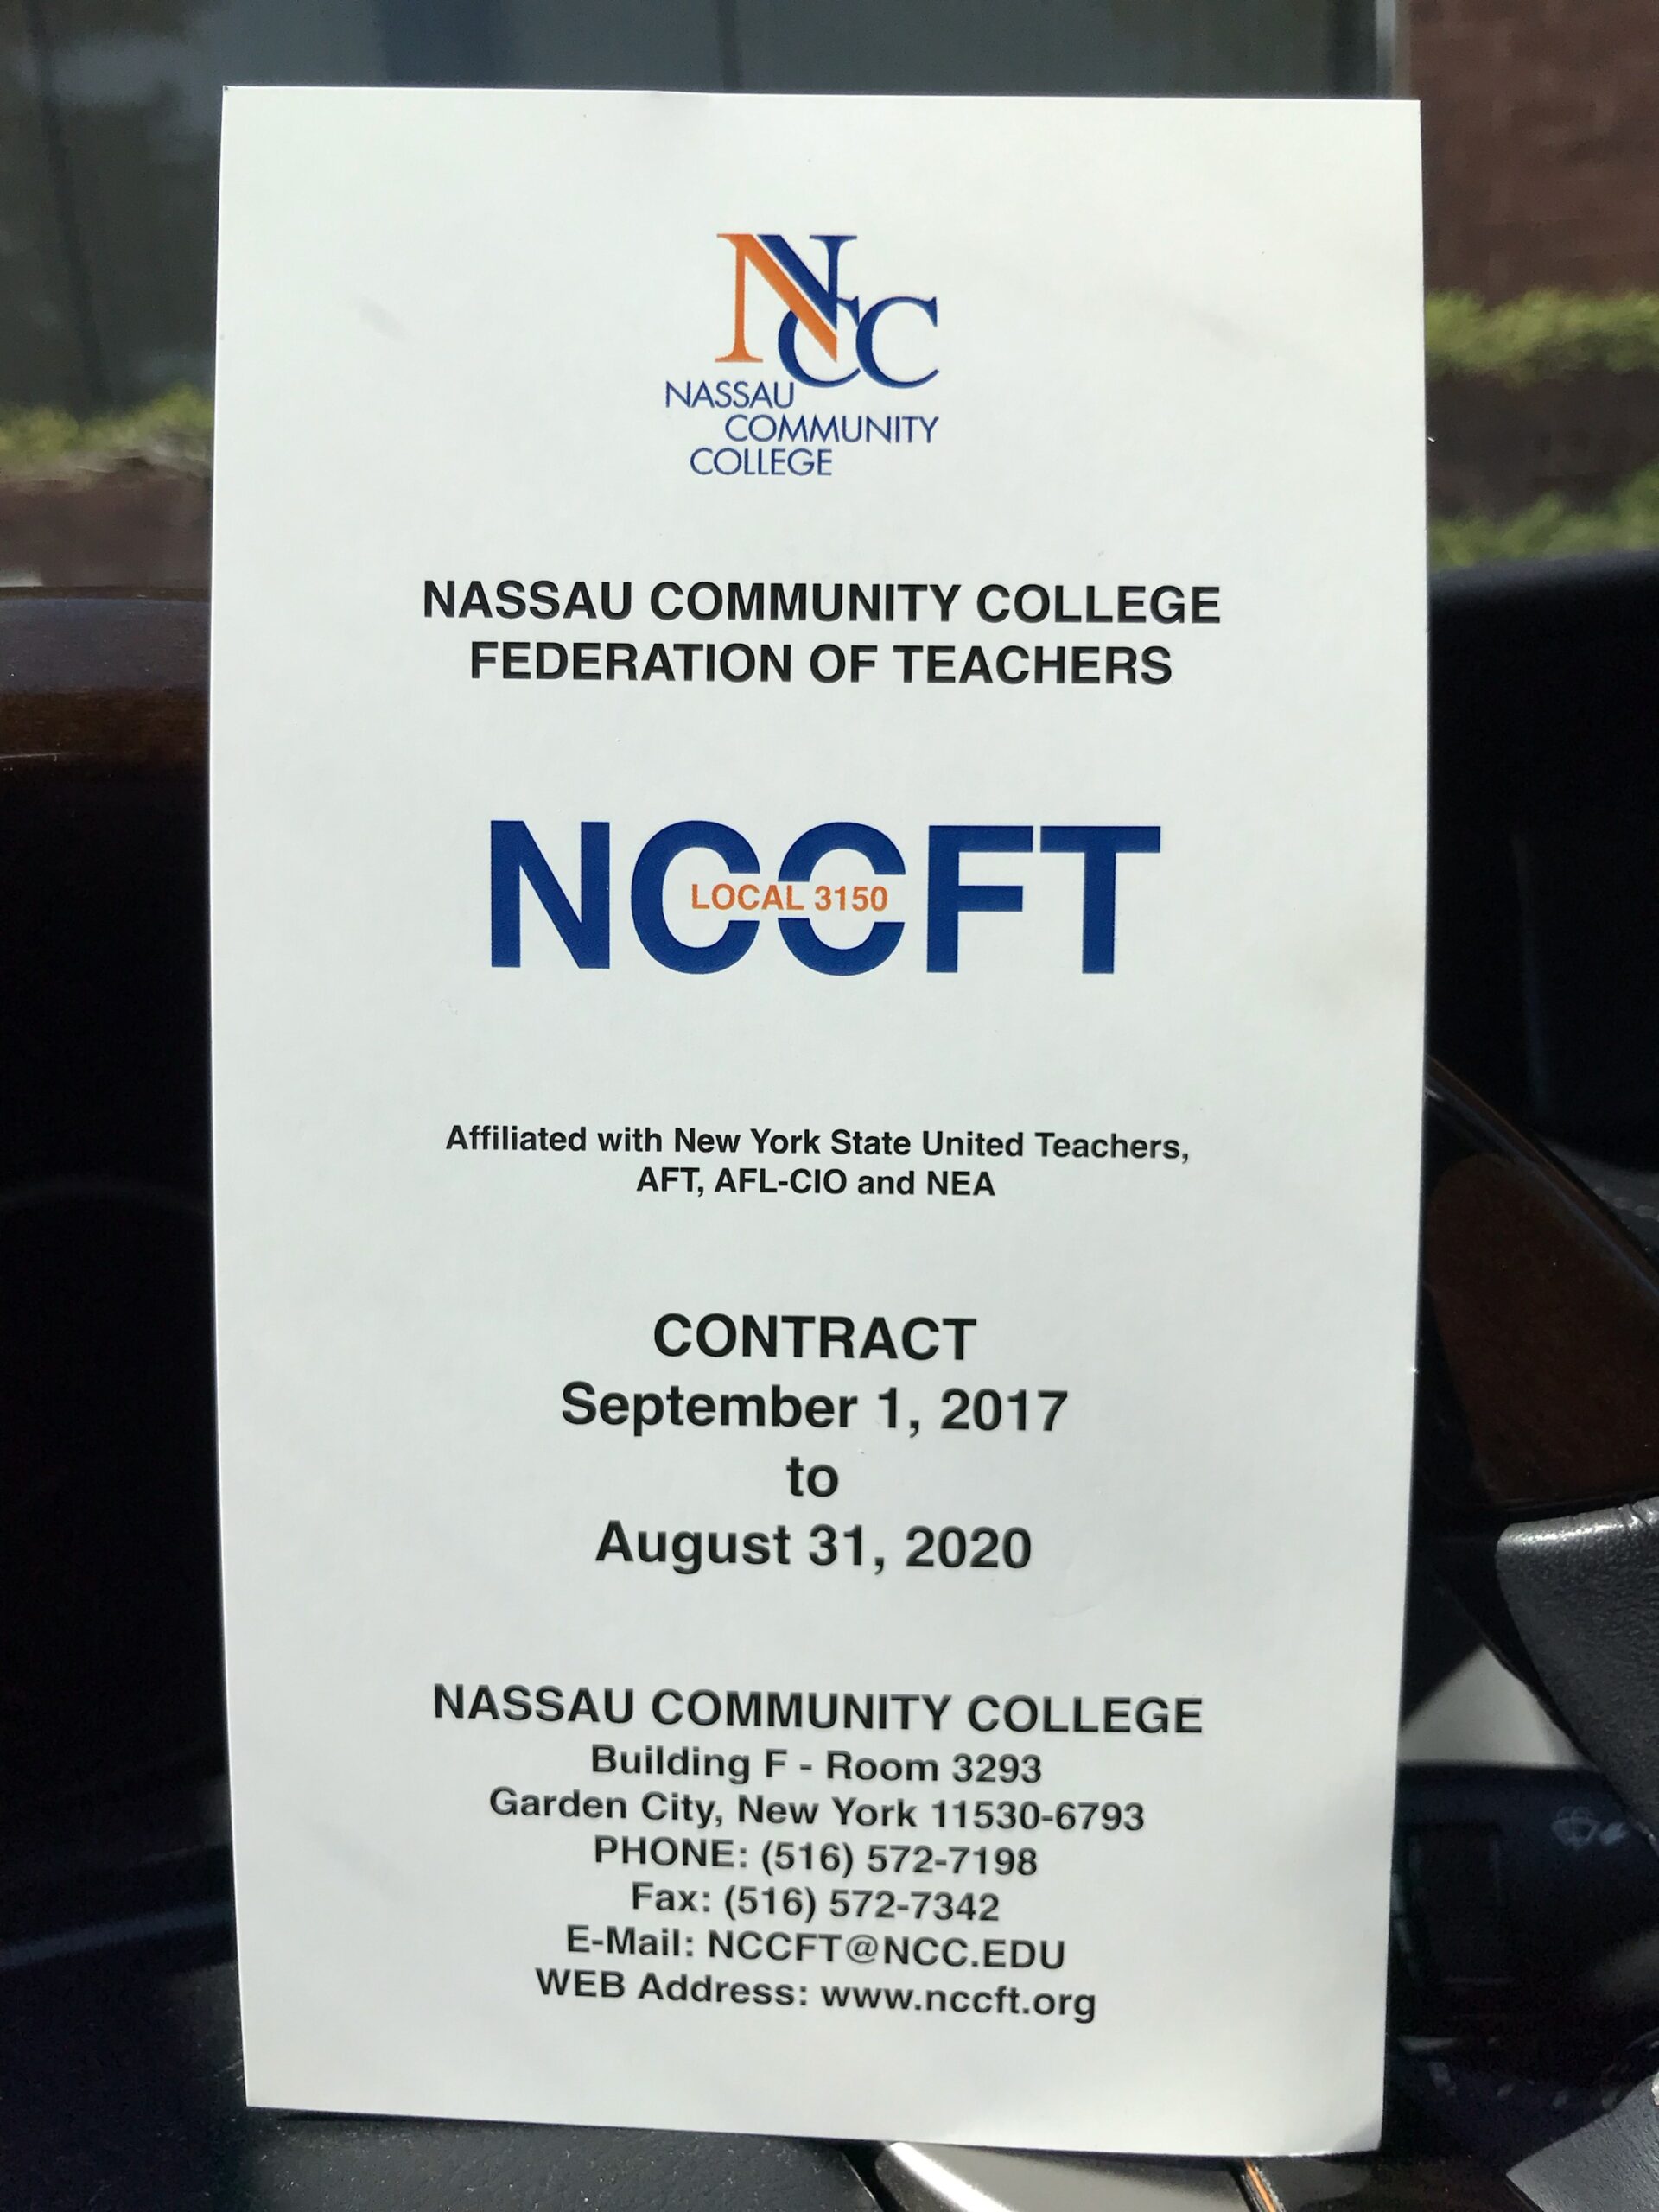 NCC
NASSAU
COMMUNITY
COLLEGE
NASSAU COMMUNITY COLLEGE
FEDERATION OF TEACHERS
NCCFT
LOCAL 3150
Affiliated with New York State United Teachers,
AFT, AFL-CIO and NEA
CONTRACT
September 1, 2017
to
August 31, 2020
NASSAU COMMUNITY COLLEGE
Building F - Room 3293
Garden City, New York 11530-6793
PHONE: (516) 572-7198
Fax: (516) 572-7342
E-Mail: NCCFT@NCC.EDU
WEB Address: www.nccft.org